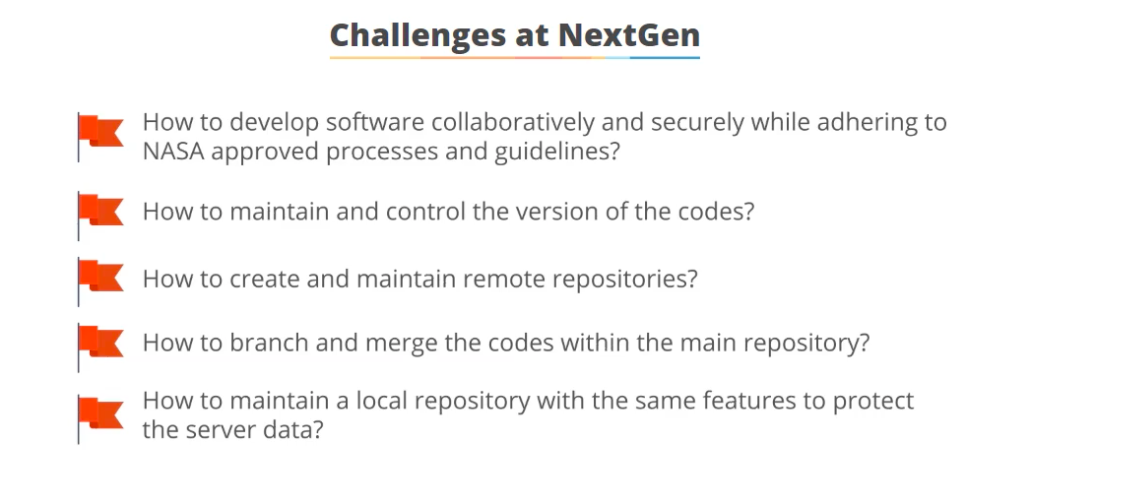 Challenges at NextGen
How to develop software collaboratively and securely while adhering to
NASA approved processes and guidelines?
How to maintain and control the version of the codes?
How to create and maintain remote repositories?
How to branch and merge the codes within the main repository?
How to maintain a local repository with the same features to protect
the server data?